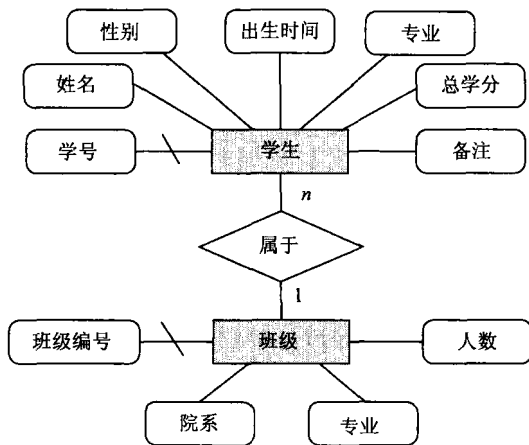 性别
出生时间
专业
姓名
总学分
学号
学生
备注
n
属于
1
班级编号
班级
人数
院系
专业